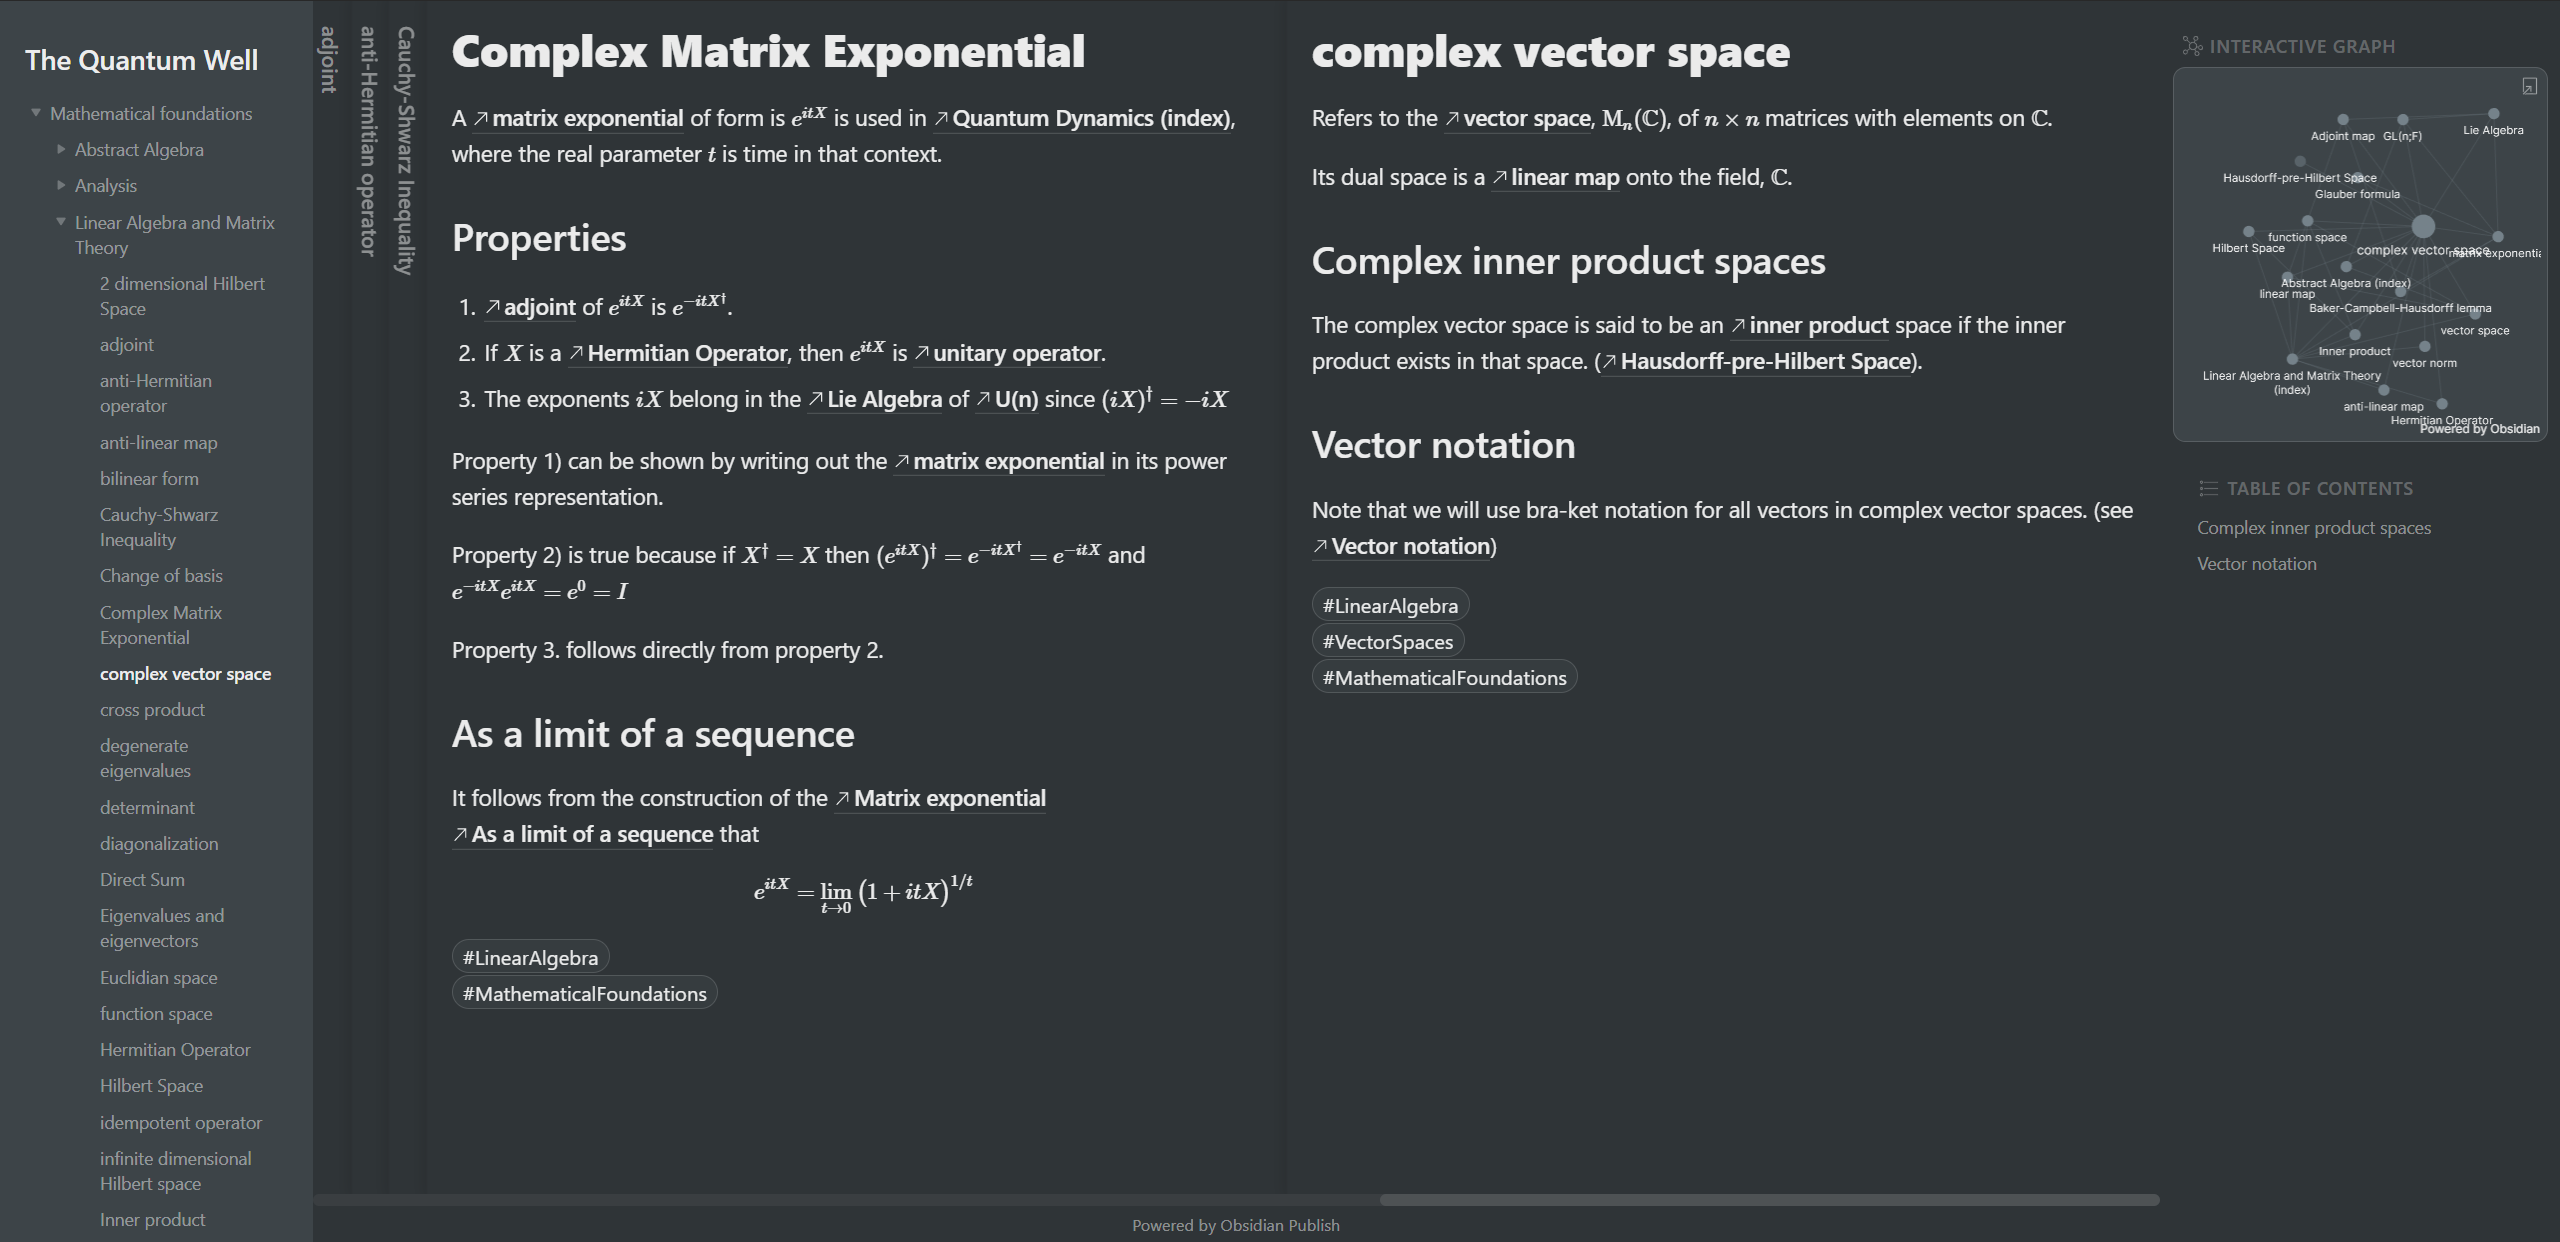 The Quantum Well
Mathematical foundations
Abstract Algebra
Analysis
Linear Algebra and Matrix
Theory
2 dimensional Hilbert
Space
adjoint
anti-Hermitian
operator
anti-linear map
bilinear form
Cauchy-Shwarz
Inequality
Change of basis
Complex Matrix
Exponential
complex vector space
cross product
degenerate
eigenvalues
determinant
diagonalization
Direct Sum
Eigenvalues and
eigenvectors
Euclidian space
function space
Hermitian Operator
Hilbert Space
idempotent operator
infinite dimensional
Hilbert space
Inner product
adjoint
anti-Hermitian operator
Cauchy-Shwarz Inequality
Complex Matrix Exponential
A matrix exponential of form is e^{itX} is used in Quantum Dynamics (index),
where the real parameter t is time in that context.
Properties
1. adjoint of e^{itX} is e^{−itX†}.
2. If X is a Hermitian Operator, then e^{itX} is unitary operator.
3. The exponents iX belong in the Lie Algebra of U(n) since (iX)† = −iX
Property 1) can be shown by writing out the matrix exponential in its power
series representation.
Property 2) is true because if X† = X then (e^{itX})† = e^{−itX†} = e^{−itX} and
e^{−itX}e^{itX} = e^0 = I
Property 3. follows directly from property 2.
As a limit of a sequence
It follows from the construction of the Matrix exponential
As a limit of a sequence that
e^{itX} = lim_{t→0} (1 + itX)^{1/t}
#LinearAlgebra
#MathematicalFoundations
complex vector space
Refers to the vector space, M_n(ℂ), of n × n matrices with elements on ℂ.
Its dual space is a linear map onto the field, ℂ.
Complex inner product spaces
The complex vector space is said to be an inner product space if the inner
product exists in that space. (Hausdorff-pre-Hilbert Space).
Vector notation
Note that we will use bra-ket notation for all vectors in complex vector spaces. (see
Vector notation)
#LinearAlgebra
#VectorSpaces
#MathematicalFoundations
INTERACTIVE GRAPH
Adjoint map
GL(n;F)
Lie Algebra
Hausdorff-pre-Hilbert Space
Glauber formula
function space
Hilbert Space
complex vector space
matrix exponentia
Abstract Algebra (index)
linear map
Baker-Campbell-Hausdorff lemma
vector space
Inner product
vector norm
Linear Algebra and Matrix Theory
(index)
anti-linear map
Hermitian Operator
Powered by Obsidian
TABLE OF CONTENTS
Complex inner product spaces
Vector notation
Powered by Obsidian Publish